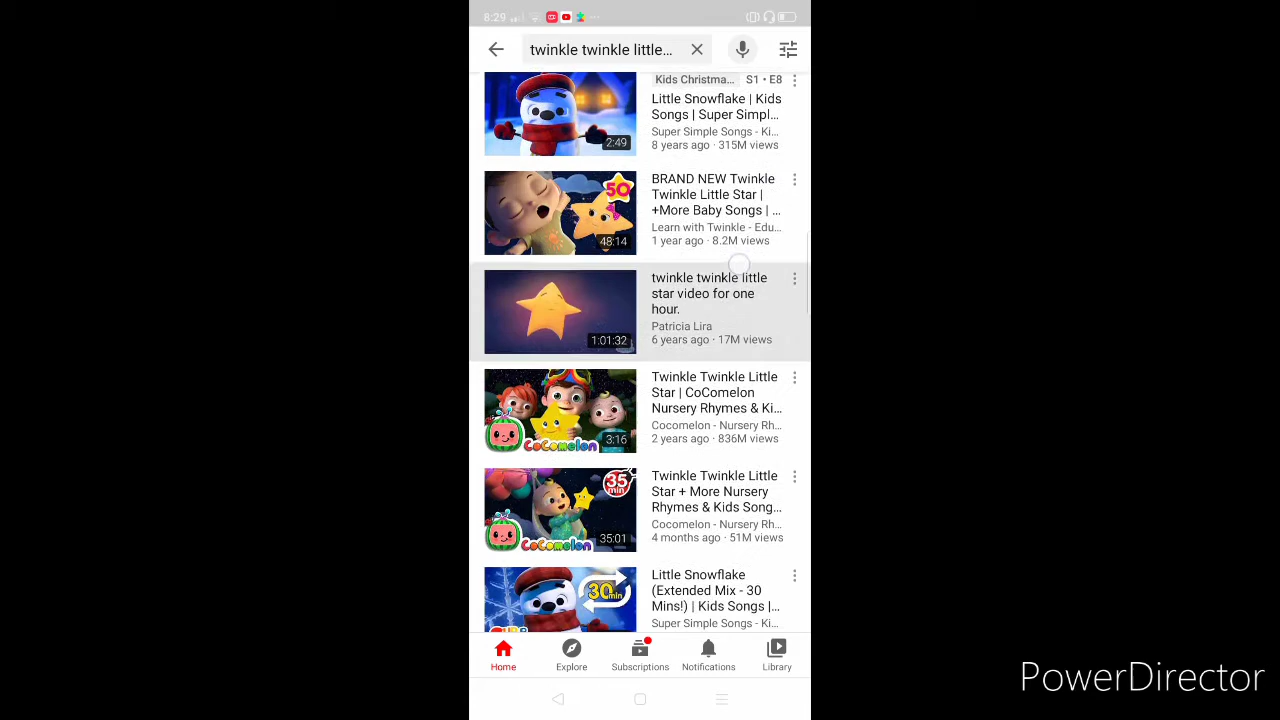 8:29
twinkle twinkle little...
Kids Christma... S1 • E8
Little Snowflake | Kids
Songs | Super Simpl...
Super Simple Songs - Ki...
8 years ago · 315M views
2:49
BRAND NEW Twinkle
Twinkle Little Star |
+More Baby Songs | ...
Learn with Twinkle - Edu...
1 year ago · 8.2M views
50
48:14
twinkle twinkle little
star video for one
hour.
Patricia Lira
6 years ago · 17M views
1:01:32
Twinkle Twinkle Little
Star | CoComelon
Nursery Rhymes & Ki...
Cocomelon - Nursery Rh...
2 years ago · 836M views
CoComelon
3:16
Twinkle Twinkle Little
Star + More Nursery
Rhymes & Kids Song...
Cocomelon - Nursery Rh...
4 months ago · 51M views
35
min
CoComelon
35:01
Little Snowflake
(Extended Mix - 30
Mins!) | Kids Songs |...
Super Simple Songs - Ki...
30 min
Home
Explore
Subscriptions
Notifications
Library
PowerDirector